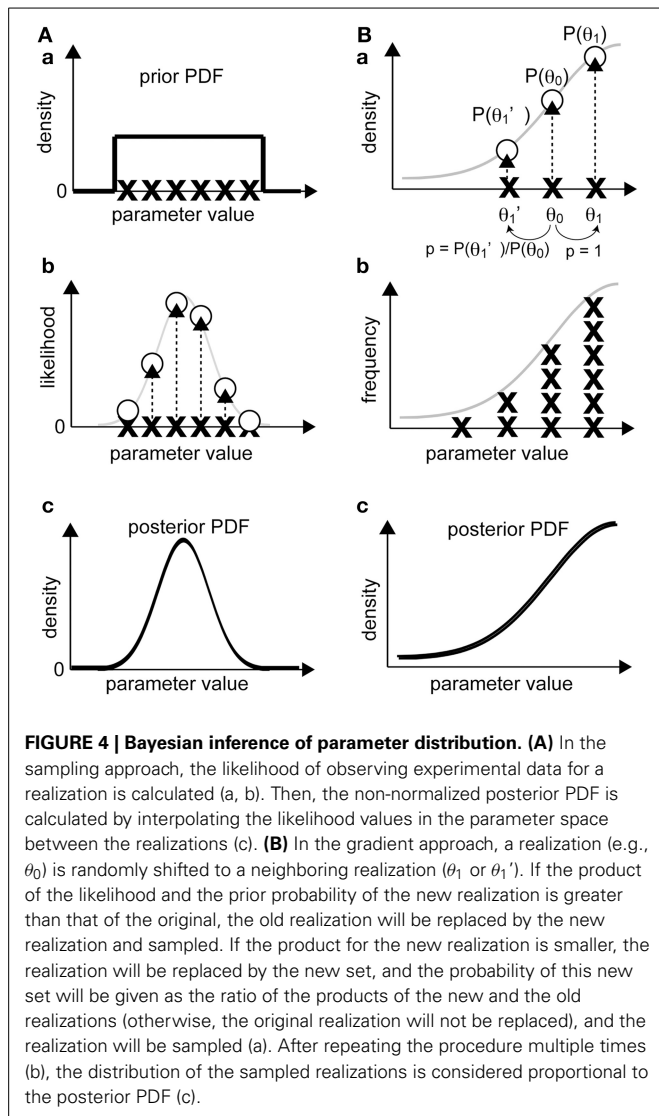 A
a
prior PDF
density
0
parameter value
b
likelihood
0
parameter value
c
posterior PDF
density
0
parameter value
B
a
P(θ1)
P(θ0)
P(θ1' )
density
θ1' θ0 θ1
p = P(θ1' )/P(θ0) p = 1
b
frequency
parameter value
c
posterior PDF
density
parameter value
FIGURE 4 | Bayesian inference of parameter distribution. (A) In the
sampling approach, the likelihood of observing experimental data for a
realization is calculated (a, b). Then, the non-normalized posterior PDF is
calculated by interpolating the likelihood values in the parameter space
between the realizations (c). (B) In the gradient approach, a realization (e.g.,
θ0) is randomly shifted to a neighboring realization (θ1 or θ1'). If the
product of the likelihood and the prior probability of the new realization is
greater than that of the original, the old realization will be replaced by the new
realization and sampled. If the product for the new realization is smaller, the
realization will be replaced by the new set, and the probability of this new
set will be given as the ratio of the products of the new and the old
realizations (otherwise, the original realization will not be replaced), and the
realization will be sampled (a). After repeating the procedure multiple times
(b), the distribution of the sampled realizations is considered proportional to
the posterior PDF (c).